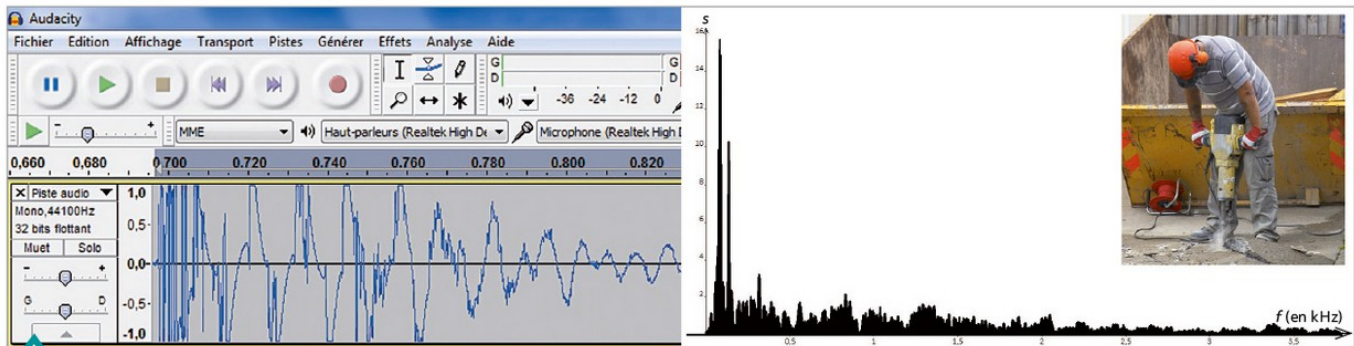 Audacity
Fichier Edition Affichage Transport Pistes Générer Effets Analyse Aide
G
D
-36 -24 -12 0
G
D
MME
Haut-parleurs (Realtek High De
Microphone (Realtek High
0,660 0,680 0.700 0.720 0.740 0.760 0.780 0.800 0.820
Piste audio
Mono,44100Hz
32 bits flottant
Muet Solo
- +
G D
1,0
0,5-
0,0-
-0,5-
-1,0
s
16
14
12
10
8
6
4
2
0,5 1 1,5 2 2,5 3 3,5
f (en kHz)